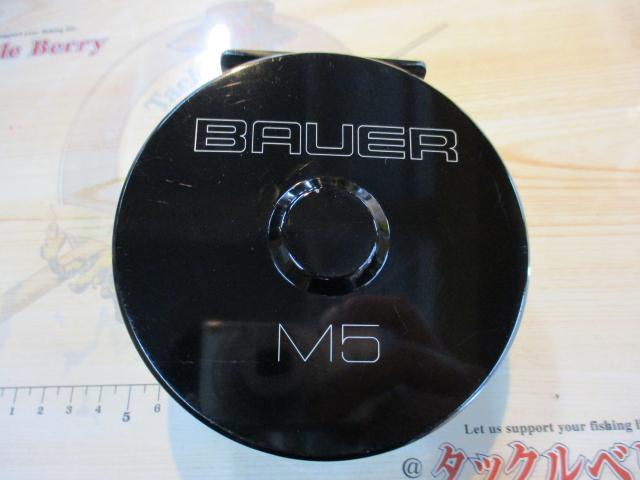 le Berry
BAUER
M5
1 2 3 4 5 6
Let us support your fishing li
@タックルベ